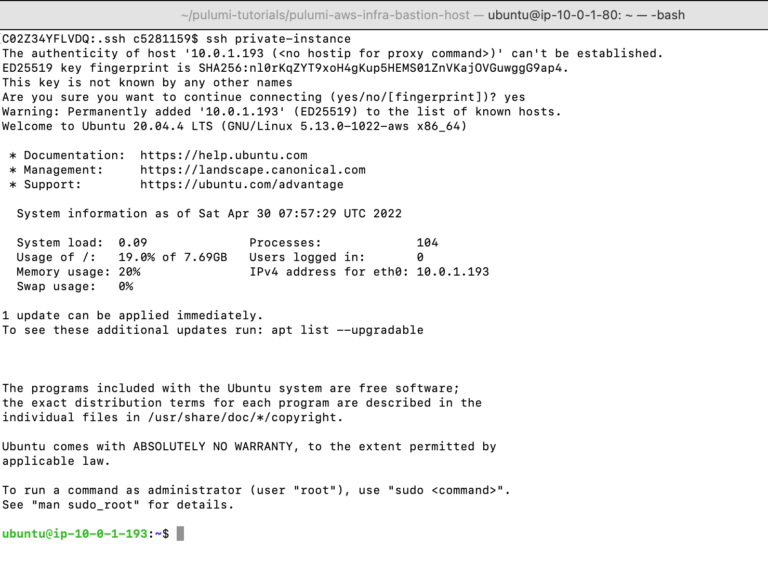 ~/pulumi-tutorials/pulumi-aws-infra-bastion-host — ubuntu@ip-10-0-1-80: ~ — -bash
[C02Z34YFLVDQ:.ssh c5281159$ ssh private-instance
The authenticity of host '10.0.1.193 (<no hostip for proxy command>)' can't be established.
ED25519 key fingerprint is SHA256:nl0rKqZYT9xoH4gKup5HEMS01ZnVKajOVGuwggG9ap4.
This key is not known by any other names
Are you sure you want to continue connecting (yes/no/[fingerprint])? yes
Warning: Permanently added '10.0.1.193' (ED25519) to the list of known hosts.
Welcome to Ubuntu 20.04.4 LTS (GNU/Linux 5.13.0-1022-aws x86_64)
* Documentation:  https://help.ubuntu.com
* Management:     https://landscape.canonical.com
* Support:        https://ubuntu.com/advantage
System information as of Sat Apr 30 07:57:29 UTC 2022
System load:  0.09              Processes:             104
Usage of /:   19.0% of 7.69GB   Users logged in:       0
Memory usage: 20%               IPv4 address for eth0: 10.0.1.193
Swap usage:   0%
1 update can be applied immediately.
To see these additional updates run: apt list --upgradable
The programs included with the Ubuntu system are free software;
the exact distribution terms for each program are described in the
individual files in /usr/share/doc/*/copyright.
Ubuntu comes with ABSOLUTELY NO WARRANTY, to the extent permitted by
applicable law.
To run a command as administrator (user "root"), use "sudo <command>".
See "man sudo_root" for details.
ubuntu@ip-10-0-1-193:~$